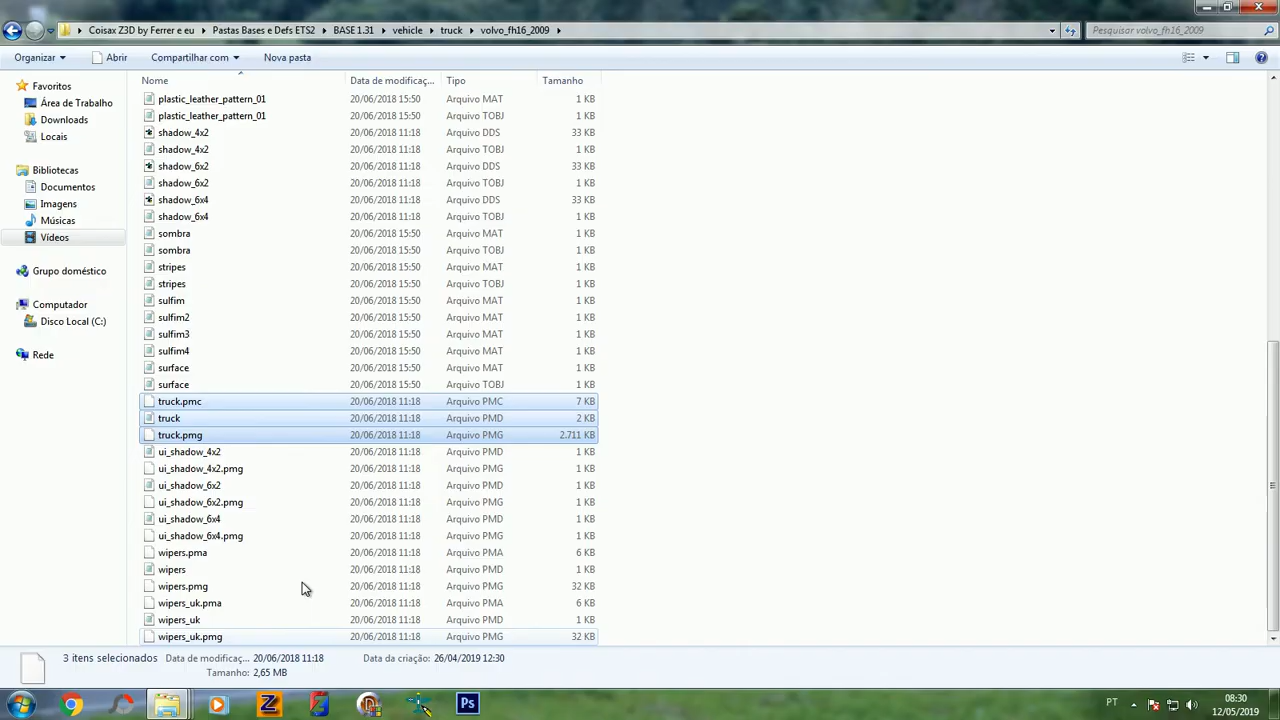 Coisax Z3D by Ferrer e eu ▸ Pastas Bases e Defs ETS2 ▸ BASE 1.31 ▸ vehicle ▸ truck ▸ volvo_fh16_2009 ▸ Pesquisar volvo_fh16_2009
Organizar Abrir Compartilhar com Nova pasta
Nome Data de modificaç... Tipo Tamanho
Favoritos
Área de Trabalho
Downloads
Locais
Bibliotecas
Documentos
Imagens
Músicas
Vídeos
Grupo doméstico
Computador
Disco Local (C:)
Rede
plastic_leather_pattern_01 20/06/2018 15:50 Arquivo MAT 1 KB
plastic_leather_pattern_01 20/06/2018 15:50 Arquivo TOBJ 1 KB
shadow_4x2 20/06/2018 11:18 Arquivo DDS 33 KB
shadow_4x2 20/06/2018 11:18 Arquivo TOBJ 1 KB
shadow_6x2 20/06/2018 11:18 Arquivo DDS 33 KB
shadow_6x2 20/06/2018 11:18 Arquivo TOBJ 1 KB
shadow_6x4 20/06/2018 11:18 Arquivo DDS 33 KB
shadow_6x4 20/06/2018 11:18 Arquivo TOBJ 1 KB
sombra 20/06/2018 15:50 Arquivo MAT 1 KB
sombra 20/06/2018 15:50 Arquivo TOBJ 1 KB
stripes 20/06/2018 15:50 Arquivo MAT 1 KB
stripes 20/06/2018 15:50 Arquivo TOBJ 1 KB
sulfim 20/06/2018 15:50 Arquivo MAT 1 KB
sulfim2 20/06/2018 15:50 Arquivo MAT 1 KB
sulfim3 20/06/2018 15:50 Arquivo MAT 1 KB
sulfim4 20/06/2018 15:50 Arquivo MAT 1 KB
surface 20/06/2018 15:50 Arquivo MAT 1 KB
surface 20/06/2018 15:50 Arquivo TOBJ 1 KB
truck.pmc 20/06/2018 11:18 Arquivo PMC 7 KB
truck 20/06/2018 11:18 Arquivo PMD 2 KB
truck.pmg 20/06/2018 11:18 Arquivo PMG 2.711 KB
ui_shadow_4x2 20/06/2018 11:18 Arquivo PMD 1 KB
ui_shadow_4x2.pmg 20/06/2018 11:18 Arquivo PMG 1 KB
ui_shadow_6x2 20/06/2018 11:18 Arquivo PMD 1 KB
ui_shadow_6x2.pmg 20/06/2018 11:18 Arquivo PMG 1 KB
ui_shadow_6x4 20/06/2018 11:18 Arquivo PMD 1 KB
ui_shadow_6x4.pmg 20/06/2018 11:18 Arquivo PMG 1 KB
wipers.pma 20/06/2018 11:18 Arquivo PMA 6 KB
wipers 20/06/2018 11:18 Arquivo PMD 1 KB
wipers.pmg 20/06/2018 11:18 Arquivo PMG 32 KB
wipers_uk.pma 20/06/2018 11:18 Arquivo PMA 6 KB
wipers_uk 20/06/2018 11:18 Arquivo PMD 1 KB
wipers_uk.pmg 20/06/2018 11:18 Arquivo PMG 32 KB
3 itens selecionados Data de modificaç... 20/06/2018 11:18 Data da criação: 26/04/2019 12:30
Tamanho: 2,65 MB
Ps PT 08:30
12/05/2019